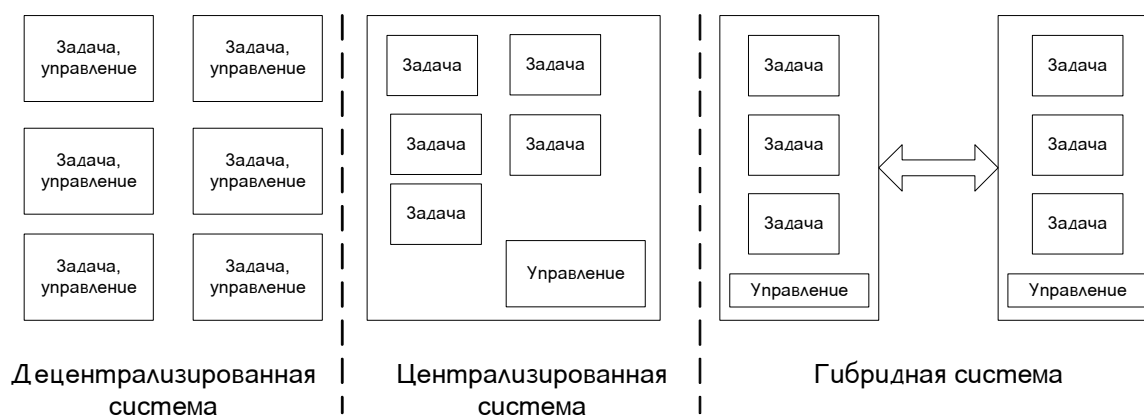 Задача,
управление
Задача,
управление
Задача,
управление
Задача,
управление
Задача,
управление
Задача,
управление
Децентрализированная
система
Задача
Задача
Задача
Задача
Задача
Управление
Централизированная
система
Задача
Задача
Задача
Управление
Задача
Задача
Задача
Управление
Гибридная система